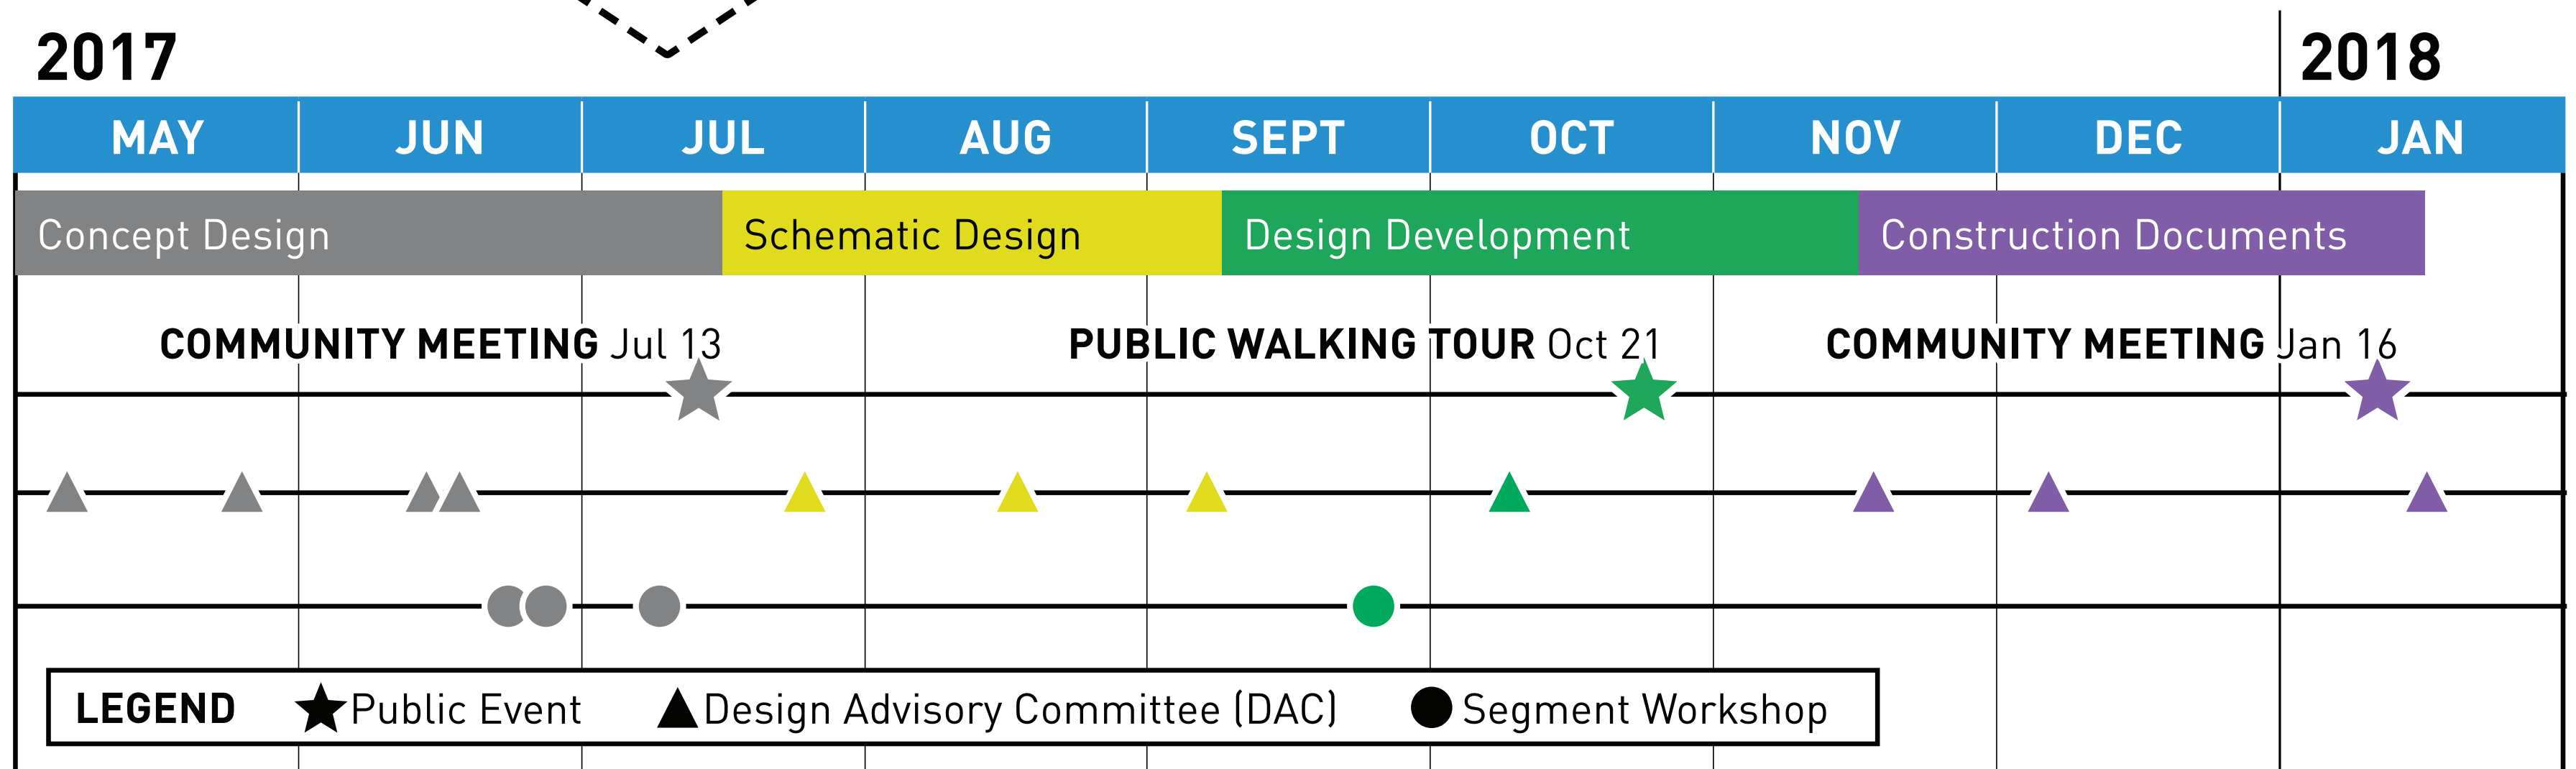 2017 2018
MAY JUN JUL AUG SEPT OCT NOV DEC JAN
Concept Design Schematic Design Design Development Construction Documents
COMMUNITY MEETING Jul 13 PUBLIC WALKING TOUR Oct 21 COMMUNITY MEETING Jan 16
LEGEND Public Event Design Advisory Committee (DAC) Segment Workshop